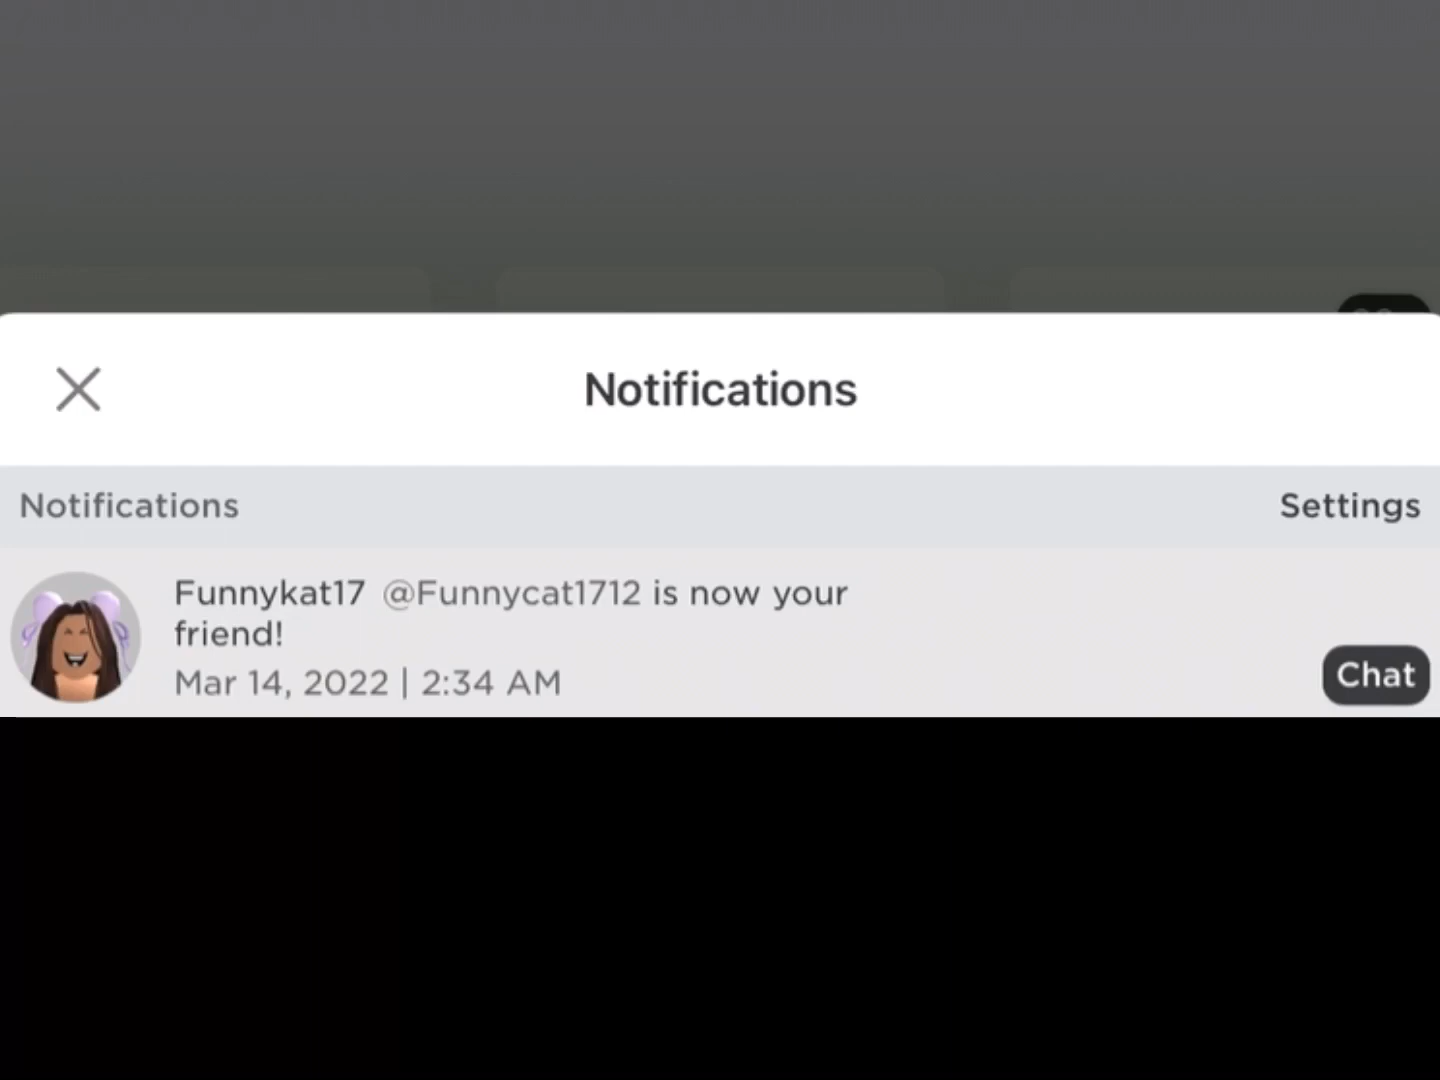 Notifications
Notifications
Settings
Funnykat17 @Funnycat1712 is now your
friend!
Mar 14, 2022 | 2:34 AM
Chat